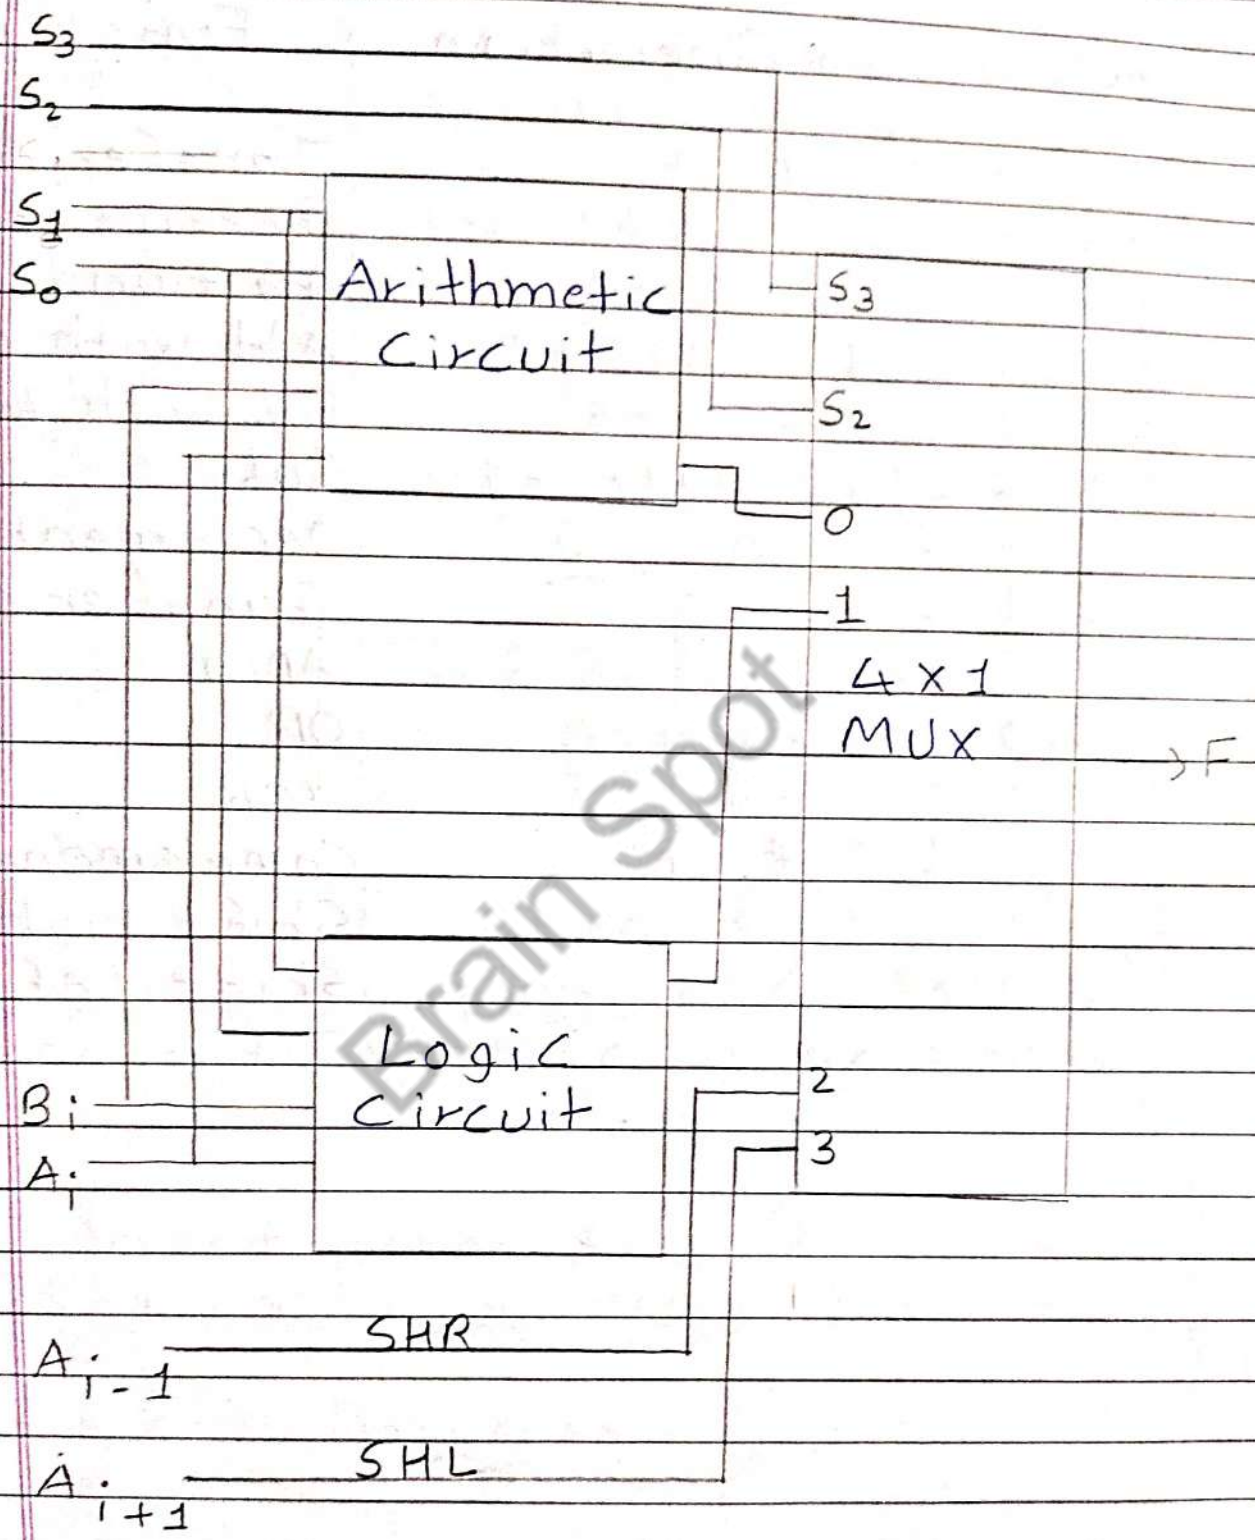 S3
S2
S1
S0
Arithmetic
Circuit
S3
S2
0
1
4 x 1
MUX
F
Brain Spot
Logic
Circuit
2
3
Bi
Ai
SHR
Ai-1
SHL
Ai+1